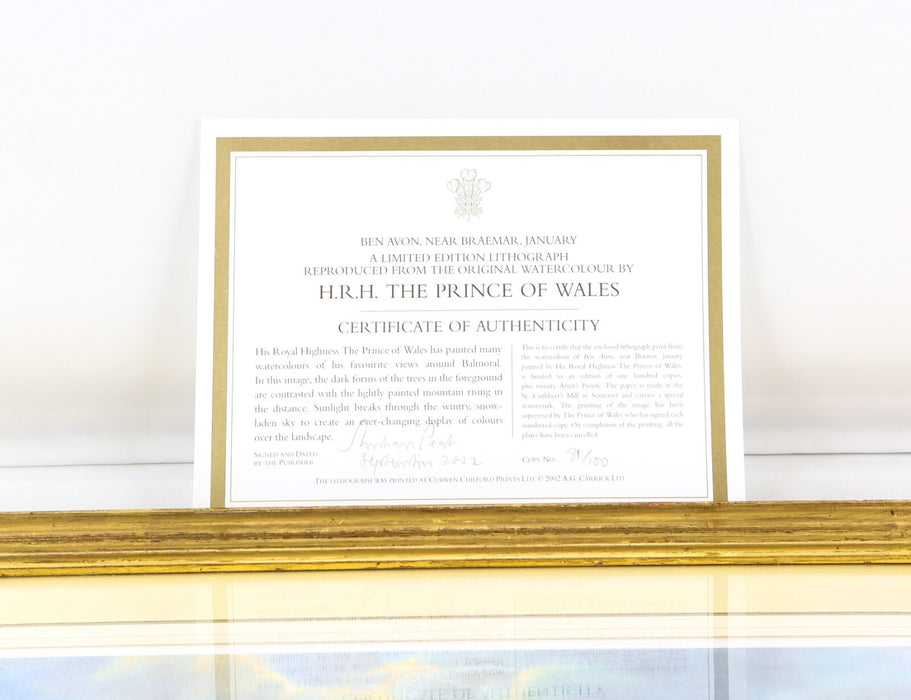 BEN AVON, NEAR BRAEMAR, JANUARY
A LIMITED EDITION LITHOGRAPH
REPRODUCED FROM THE ORIGINAL WATERCOLOUR BY
H.R.H. THE PRINCE OF WALES
CERTIFICATE OF AUTHENTICITY
His Royal Highness The Prince of Wales has painted many
watercolours of his favourite views around Balmoral.
In this image, the dark forms of the trees in the foreground
are contrasted with the lightly painted mountain rising in
the distance. Sunlight breaks through the wintry, snow-
laden sky to create an ever-changing display of colours
over the landscape.
This is to certify that the enclosed lithograph print from
the watercolour of Ben Avon, near Braemar, January
painted by His Royal Highness The Prince of Wales,
is limited to an edition of one hundred copies,
plus twenty Artist's Proofs. The paper is made at the
St. Cuthbert's Mill in Somerset and carries a special
watermark. The printing of the image has been
supervised by The Prince of Wales who has signed each
numbered copy. On completion of the printing, all the
plates have been cancelled.
SIGNED AND DATED
BY THE PUBLISHER
September 2002
COPY NO. /100
THE LITHOGRAPH WAS PRINTED AT CURWEN CHILFORD PRINTS LTD. © 2002 A.G. CARRICK LTD.
CERTIFICATE OF AUTHENTICITY